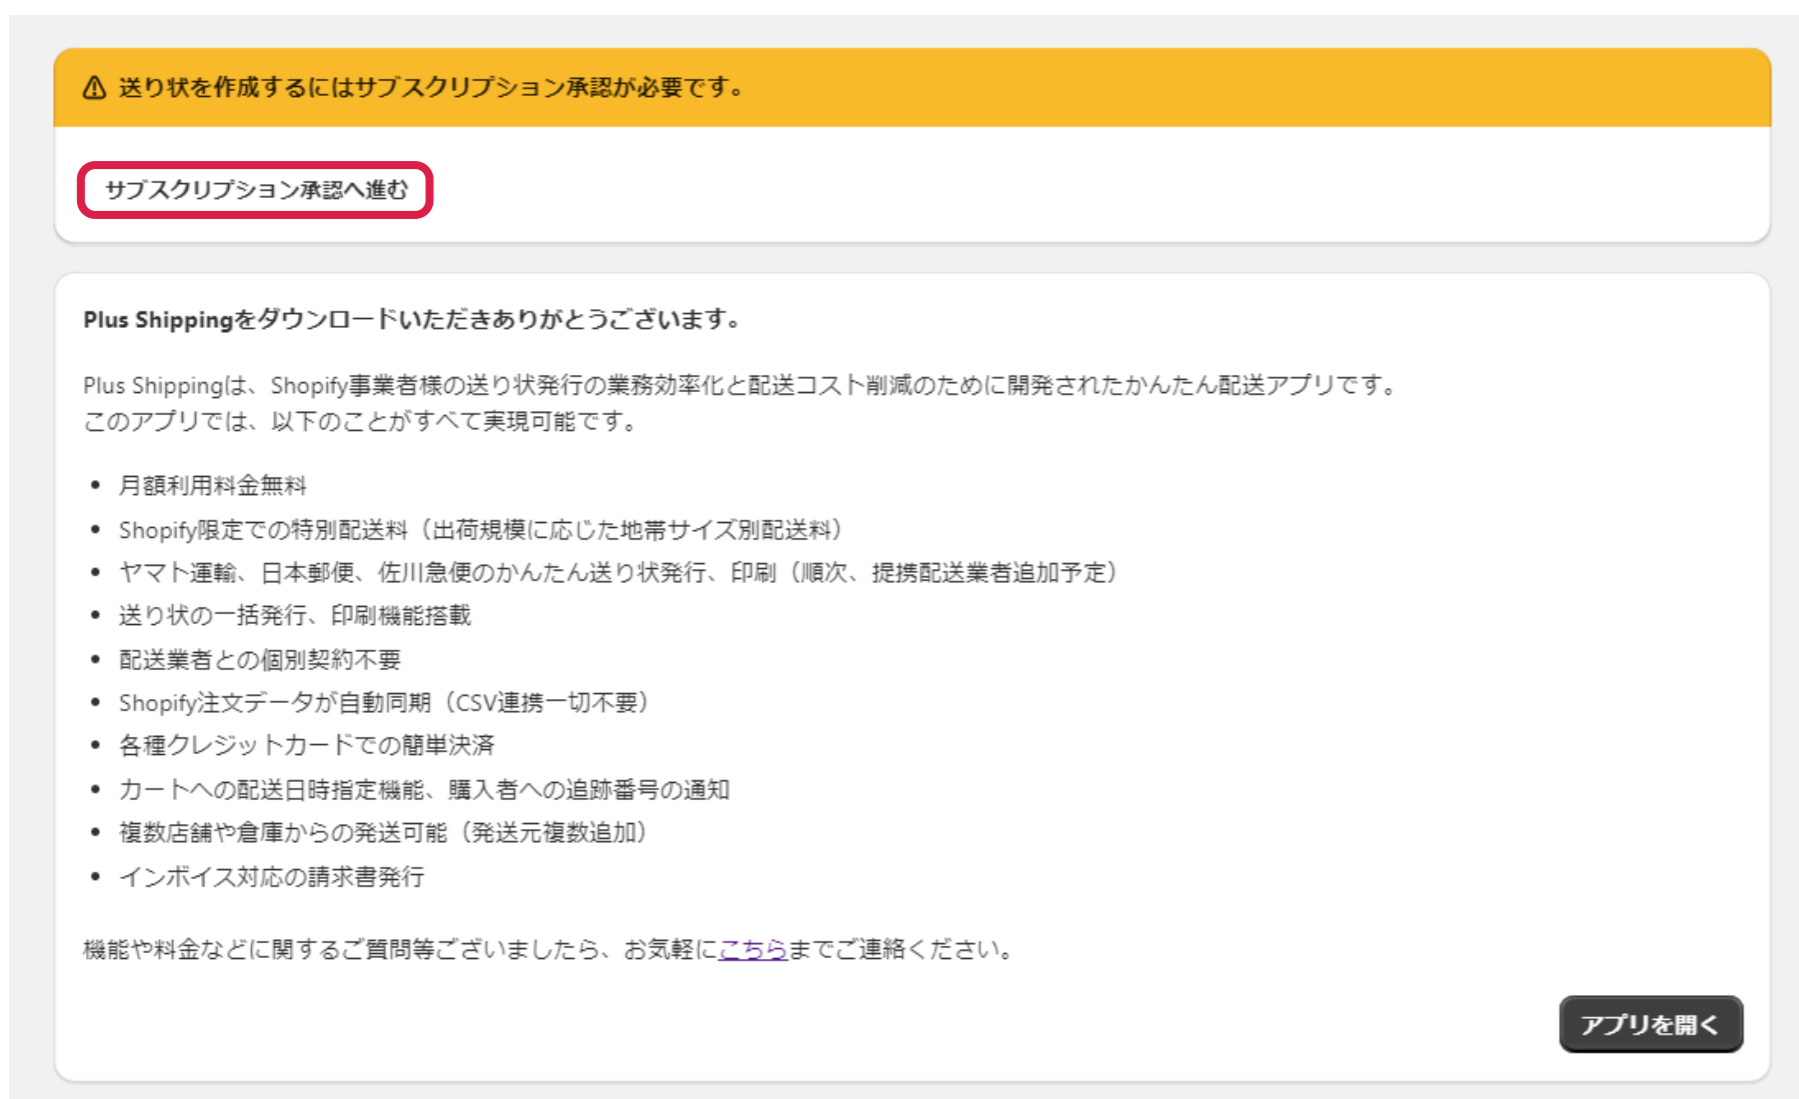 送り状を作成するにはサブスクリプション承認が必要です。
サブスクリプション承認へ進む
Plus Shippingをダウンロードいただきありがとうございます。
Plus Shippingは、Shopify事業者様の送り状発行の業務効率化と配送コスト削減のために開発されたかんたん配送アプリです。
このアプリでは、以下のことがすべて実現可能です。
• 月額利用料金無料
• Shopify限定での特別配送料（出荷規模に応じた地帯サイズ別配送料）
• ヤマト運輸、日本郵便、佐川急便のかんたん送り状発行、印刷（順次、提携配送業者追加予定）
• 送り状の一括発行、印刷機能搭載
• 配送業者との個別契約不要
• Shopify注文データが自動同期（CSV連携一切不要）
• 各種クレジットカードでの簡単決済
• カートへの配送日時指定機能、購入者への追跡番号の通知
• 複数店舗や倉庫からの発送可能（発送元複数追加）
• インボイス対応の請求書発行
機能や料金などに関するご質問等ございましたら、お気軽にこちらまでご連絡ください。
アプリを開く